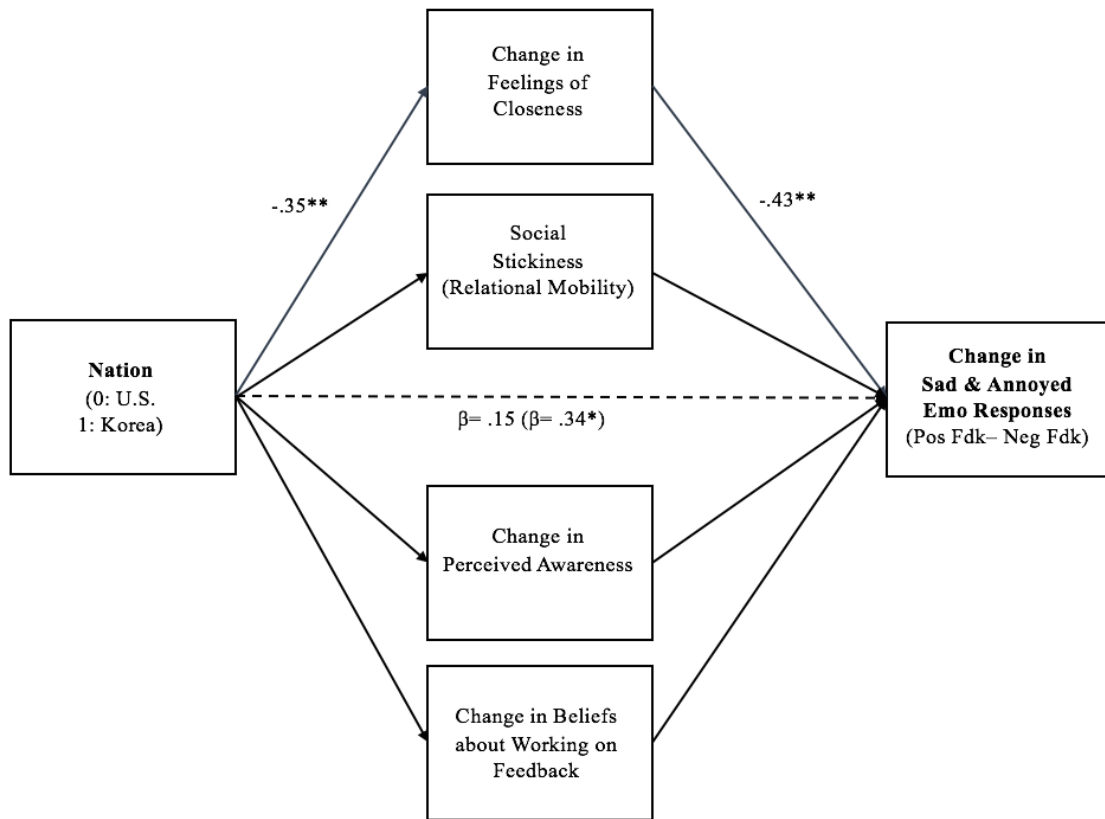 Change in
Feelings of
Closeness
-.35**
-.43**
Social
Stickiness
(Relational Mobility)
Nation
(0: U.S.
1: Korea)
β= .15 (β= .34*)
Change in
Sad & Annoyed
Emo Responses
(Pos Fdk– Neg Fdk)
Change in
Perceived Awareness
Change in Beliefs
about Working on
Feedback